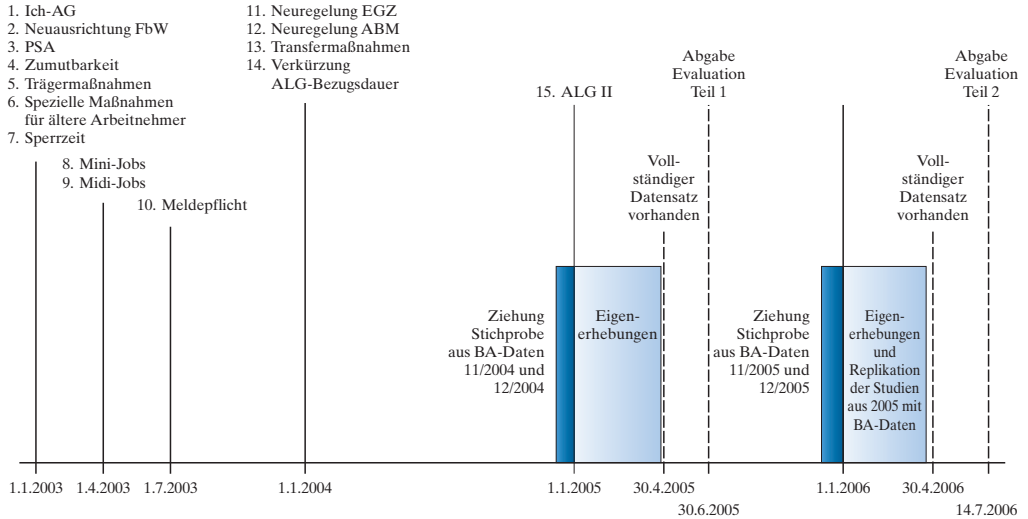 1. Ich-AG
2. Neuausrichtung FbW
3. PSA
4. Zumutbarkeit
5. Trägermaßnahmen
6. Spezielle Maßnahmen
für ältere Arbeitnehmer
7. Sperrzeit
8. Mini-Jobs
9. Midi-Jobs
10. Meldepflicht
11. Neuregelung EGZ
12. Neuregelung ABM
13. Transfermaßnahmen
14. Verkürzung
ALG-Bezugsdauer
15. ALG II
Abgabe
Evaluation
Teil 1
Voll-
ständiger
Datensatz
vorhanden
Abgabe
Evaluation
Teil 2
Voll-
ständiger
Datensatz
vorhanden
Ziehung
Stichprobe
aus BA-Daten
11/2004 und
12/2004
Eigen-
erhebungen
Ziehung
Stichprobe
aus BA-Daten
11/2005 und
12/2005
Eigen-
erhebungen
und
Replikation
der Studien
aus 2005 mit
BA-Daten
1.1.2003
1.4.2003
1.7.2003
1.1.2004
1.1.2005
30.4.2005
30.6.2005
1.1.2006
30.4.2006
14.7.2006